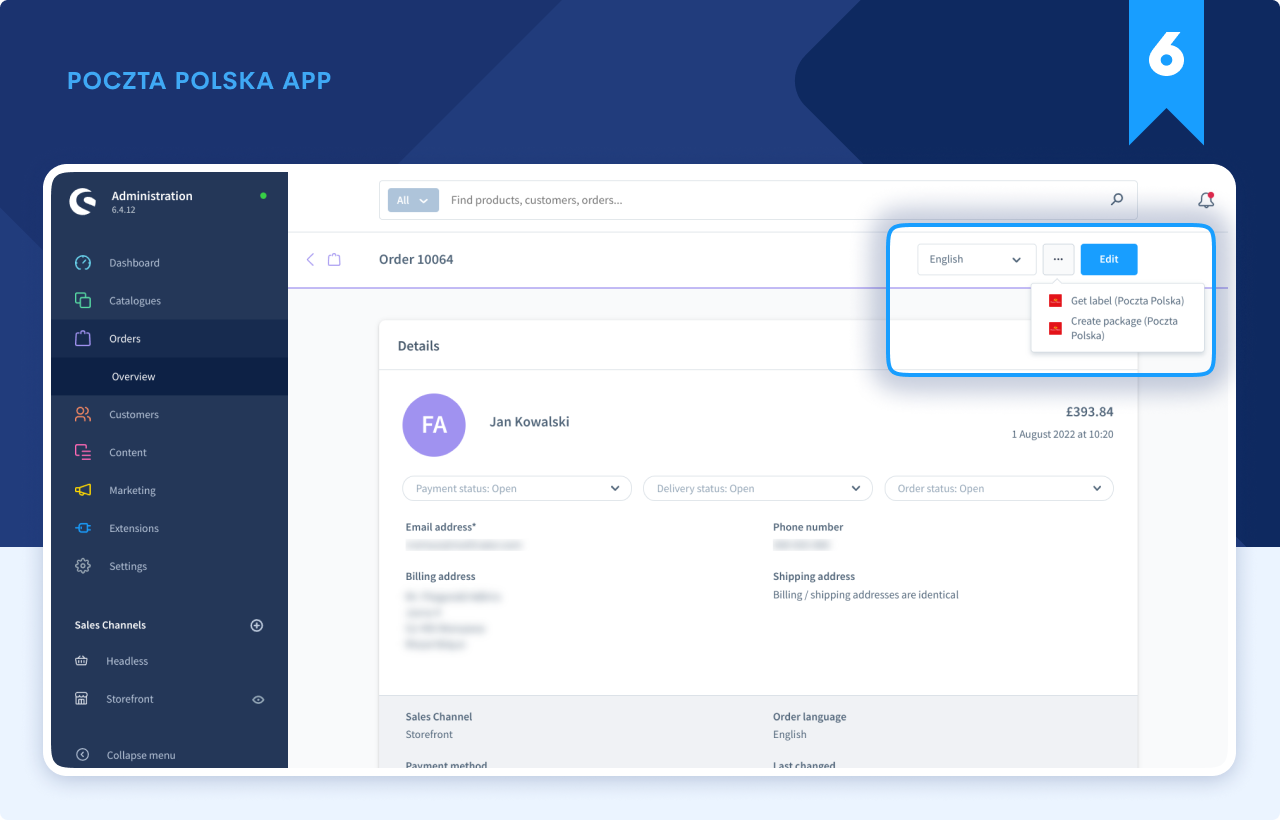 POCZTA POLSKA APP
6
Administration
6.4.12
All
Find products, customers, orders...
Order 10064
English
...
Edit
Get label (Poczta Polska)
Create package (Poczta
Polska)
Dashboard
Catalogues
Orders
Overview
Customers
Content
Marketing
Extensions
Settings
Sales Channels
Headless
Storefront
Collapse menu
Details
FA
Jan Kowalski
£393.84
1 August 2022 at 10:20
Payment status: Open
Delivery status: Open
Order status: Open
Email address*
Phone number
Billing address
Shipping address
Billing / shipping addresses are identical
Sales Channel
Storefront
Order language
English
Payment method
Last changed